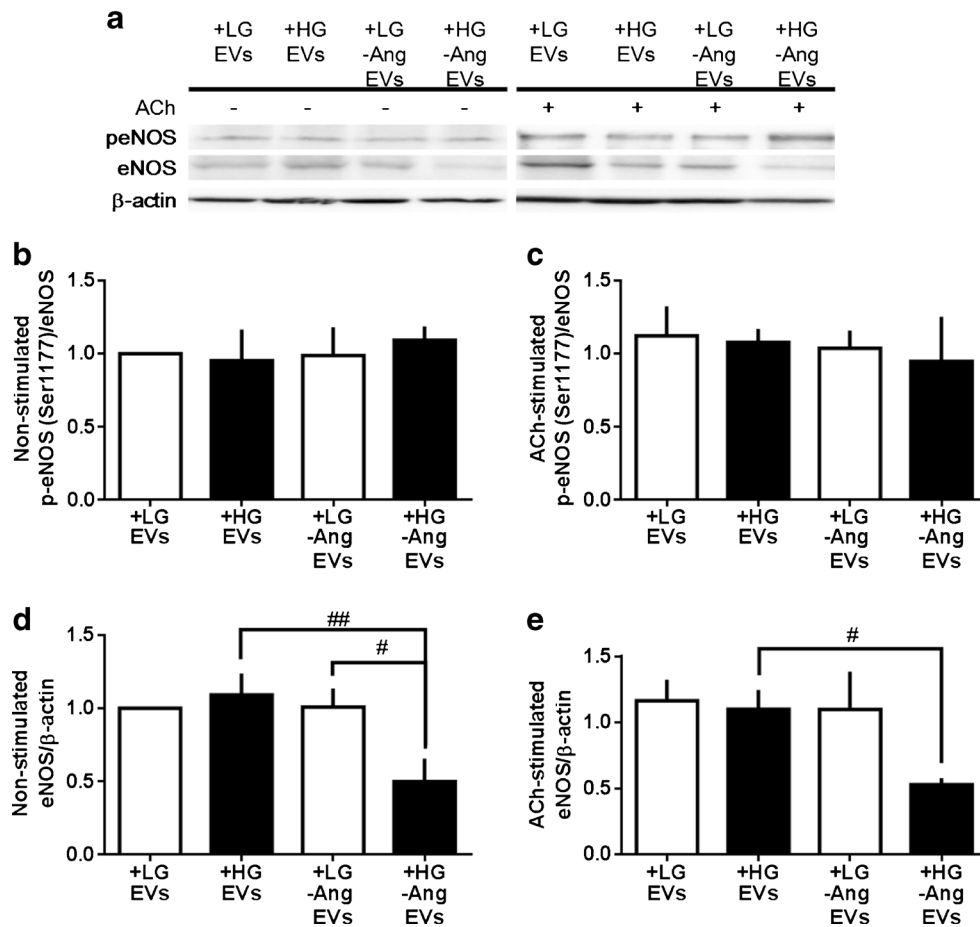 a
+LG +HG +LG +HG +LG +HG +LG +HG
EVs EVs -Ang -Ang EVs EVs -Ang -Ang
EVs EVs EVs EVs
ACh - - - - + + + +
peNOS
eNOS
β-actin
b
Non-stimulated
p-eNOS (Ser1177)/eNOS
1.5
1.0
0.5
0.0
+LG +HG +LG +HG
EVs EVs -Ang -Ang
EVs EVs
c
ACh-stimulated
p-eNOS (Ser1177)/eNOS
1.5
1.0
0.5
0.0
+LG +HG +LG +HG
EVs EVs -Ang -Ang
EVs EVs
d
Non-stimulated
eNOS/β-actin
1.5
1.0
0.5
0.0
##
#
+LG +HG +LG +HG
EVs EVs -Ang -Ang
EVs EVs
e
ACh-stimulated
eNOS/β-actin
1.5
1.0
0.5
0.0
#
+LG +HG +LG +HG
EVs EVs -Ang -Ang
EVs EVs